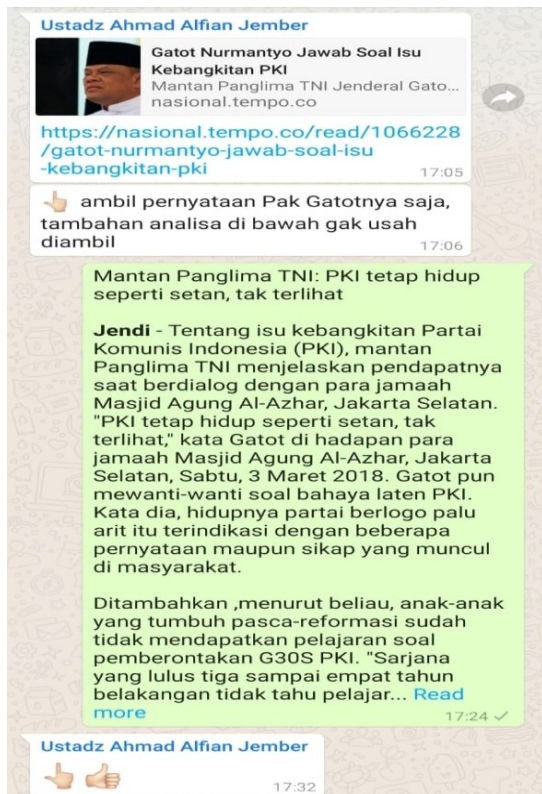 Ustadz Ahmad Alfian Jember
Gatot Nurmantyo Jawab Soal Isu
Kebangkitan PKI
Mantan Panglima TNI Jenderal Gato...
nasional.tempo.co
https://nasional.tempo.co/read/1066228
/gatot-nurmantyo-jawab-soal-isu
-kebangkitan-pki
17:05
👆 ambil pernyataan Pak Gatotnya saja,
tambahan analisa di bawah gak usah
diambil
17:06
Mantan Panglima TNI: PKI tetap hidup
seperti setan, tak terlihat
Jendi - Tentang isu kebangkitan Partai
Komunis Indonesia (PKI), mantan
Panglima TNI menjelaskan pendapatnya
saat berdialog dengan para jamaah
Masjid Agung Al-Azhar, Jakarta Selatan.
"PKI tetap hidup seperti setan, tak
terlihat," kata Gatot di hadapan para
jamaah Masjid Agung Al-Azhar, Jakarta
Selatan, Sabtu, 3 Maret 2018. Gatot pun
mewanti-wanti soal bahaya laten PKI.
Kata dia, hidupnya partai berlogo palu
arit itu terindikasi dengan beberapa
pernyataan maupun sikap yang muncul
di masyarakat.
Ditambahkan ,menurut beliau, anak-anak
yang tumbuh pasca-reformasi sudah
tidak mendapatkan pelajaran soal
pemberontakan G30S PKI. "Sarjana
yang lulus tiga sampai empat tahun
belakangan tidak tahu pelajar... Read
more
17:24
Ustadz Ahmad Alfian Jember
👆 👍
17:32